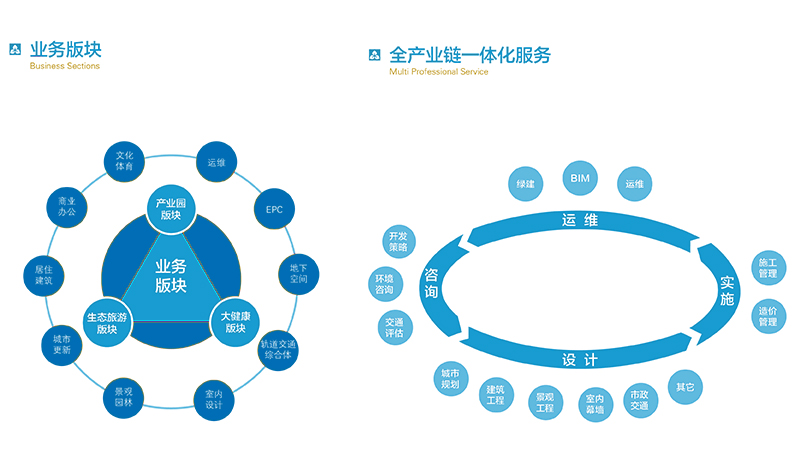 业务版块
Business Sections
文化
体育
运维
商业
办公
产业园
版块
EPC
居住
建筑
业务
版块
地下
空间
生态旅游
版块
大健康
版块
城市
更新
轨道交通
综合体
景观
园林
室内
设计
全产业链一体化服务
Multi Professional Service
绿建
BIM
运维
运维
开发
策略
环境
咨询
交通
评估
咨询
实施
施工
管理
造价
管理
设计
城市
规划
建筑
工程
景观
工程
室内
幕墙
市政
交通
其它